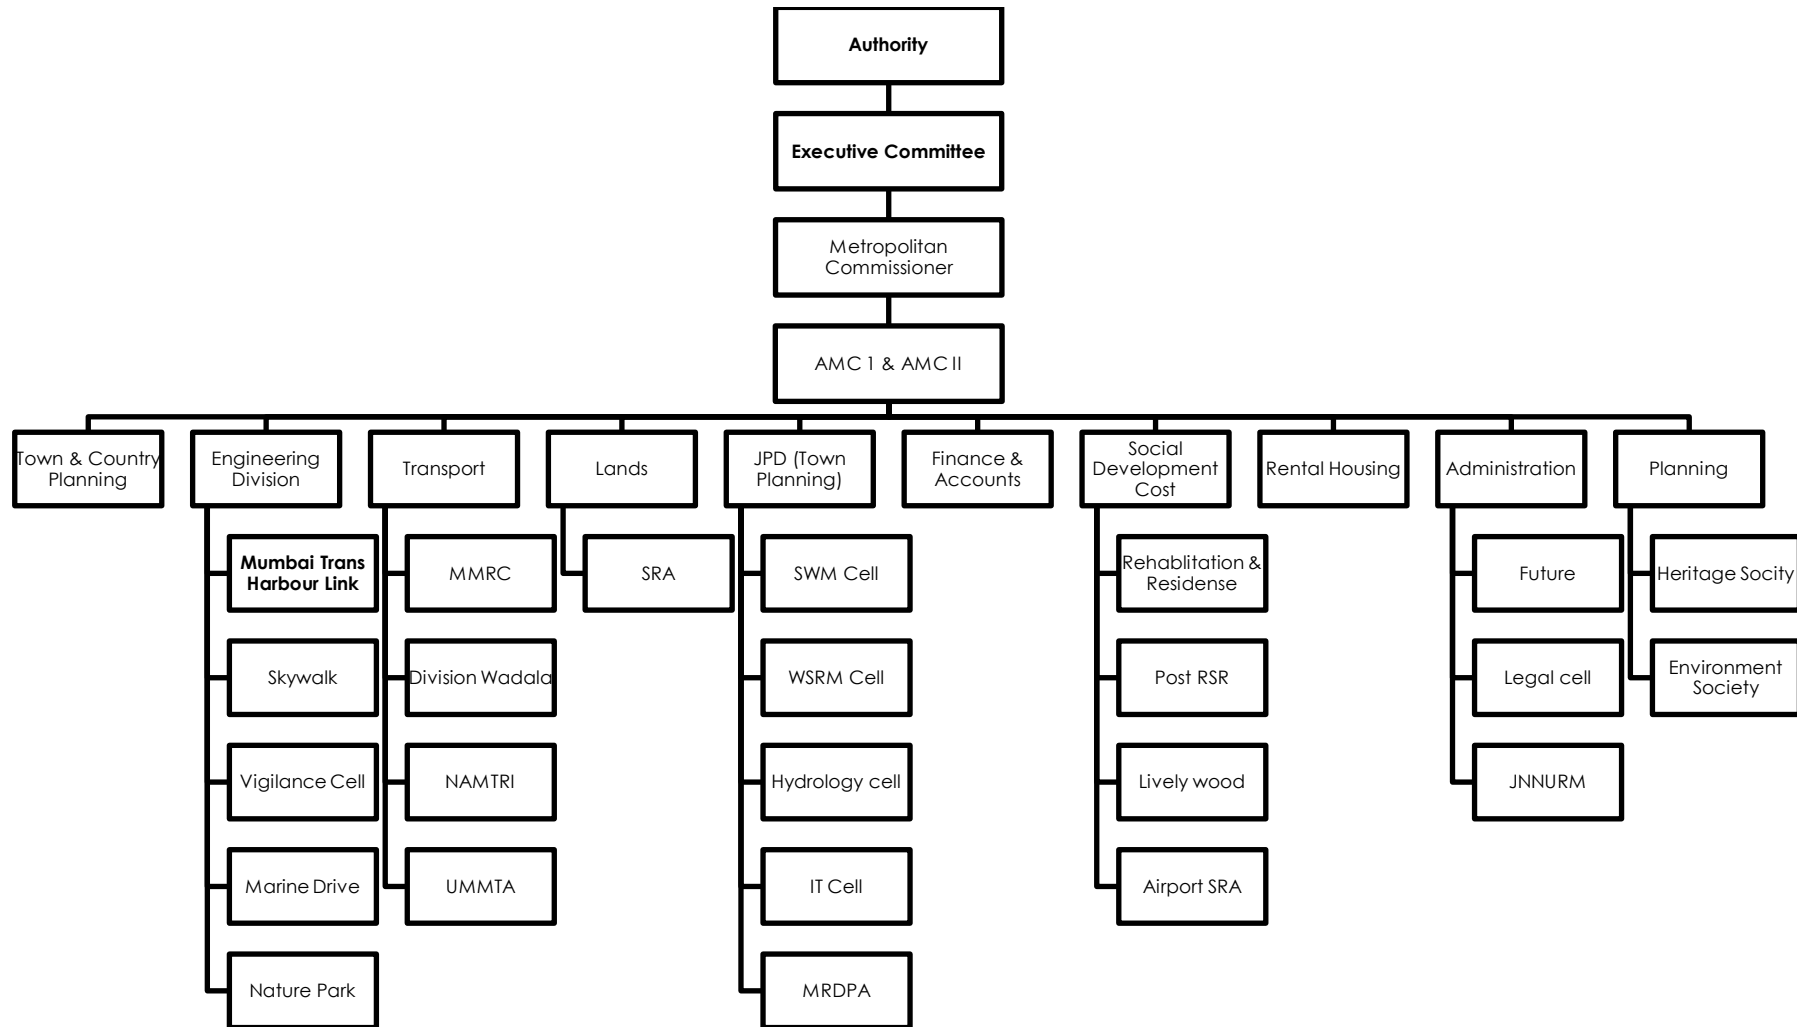 Authority
Executive Committee
Metropolitan
Commissioner
AMC 1 & AMC II
Town & Country
Planning
Engineering
Division
Transport
Lands
JPD (Town
Planning)
Finance &
Accounts
Social
Development
Cost
Rental Housing
Administration
Planning
Mumbai Trans
Harbour Link
MMRC
SRA
SWM Cell
Rehablitation &
Residense
Future
Heritage Socity
Skywalk
Division Wadala
WSRM Cell
Post RSR
Legal cell
Environment
Society
Vigilance Cell
NAMTRI
Hydrology cell
Lively wood
JNNURM
Marine Drive
UMMTA
IT Cell
Airport SRA
Nature Park
MRDPA